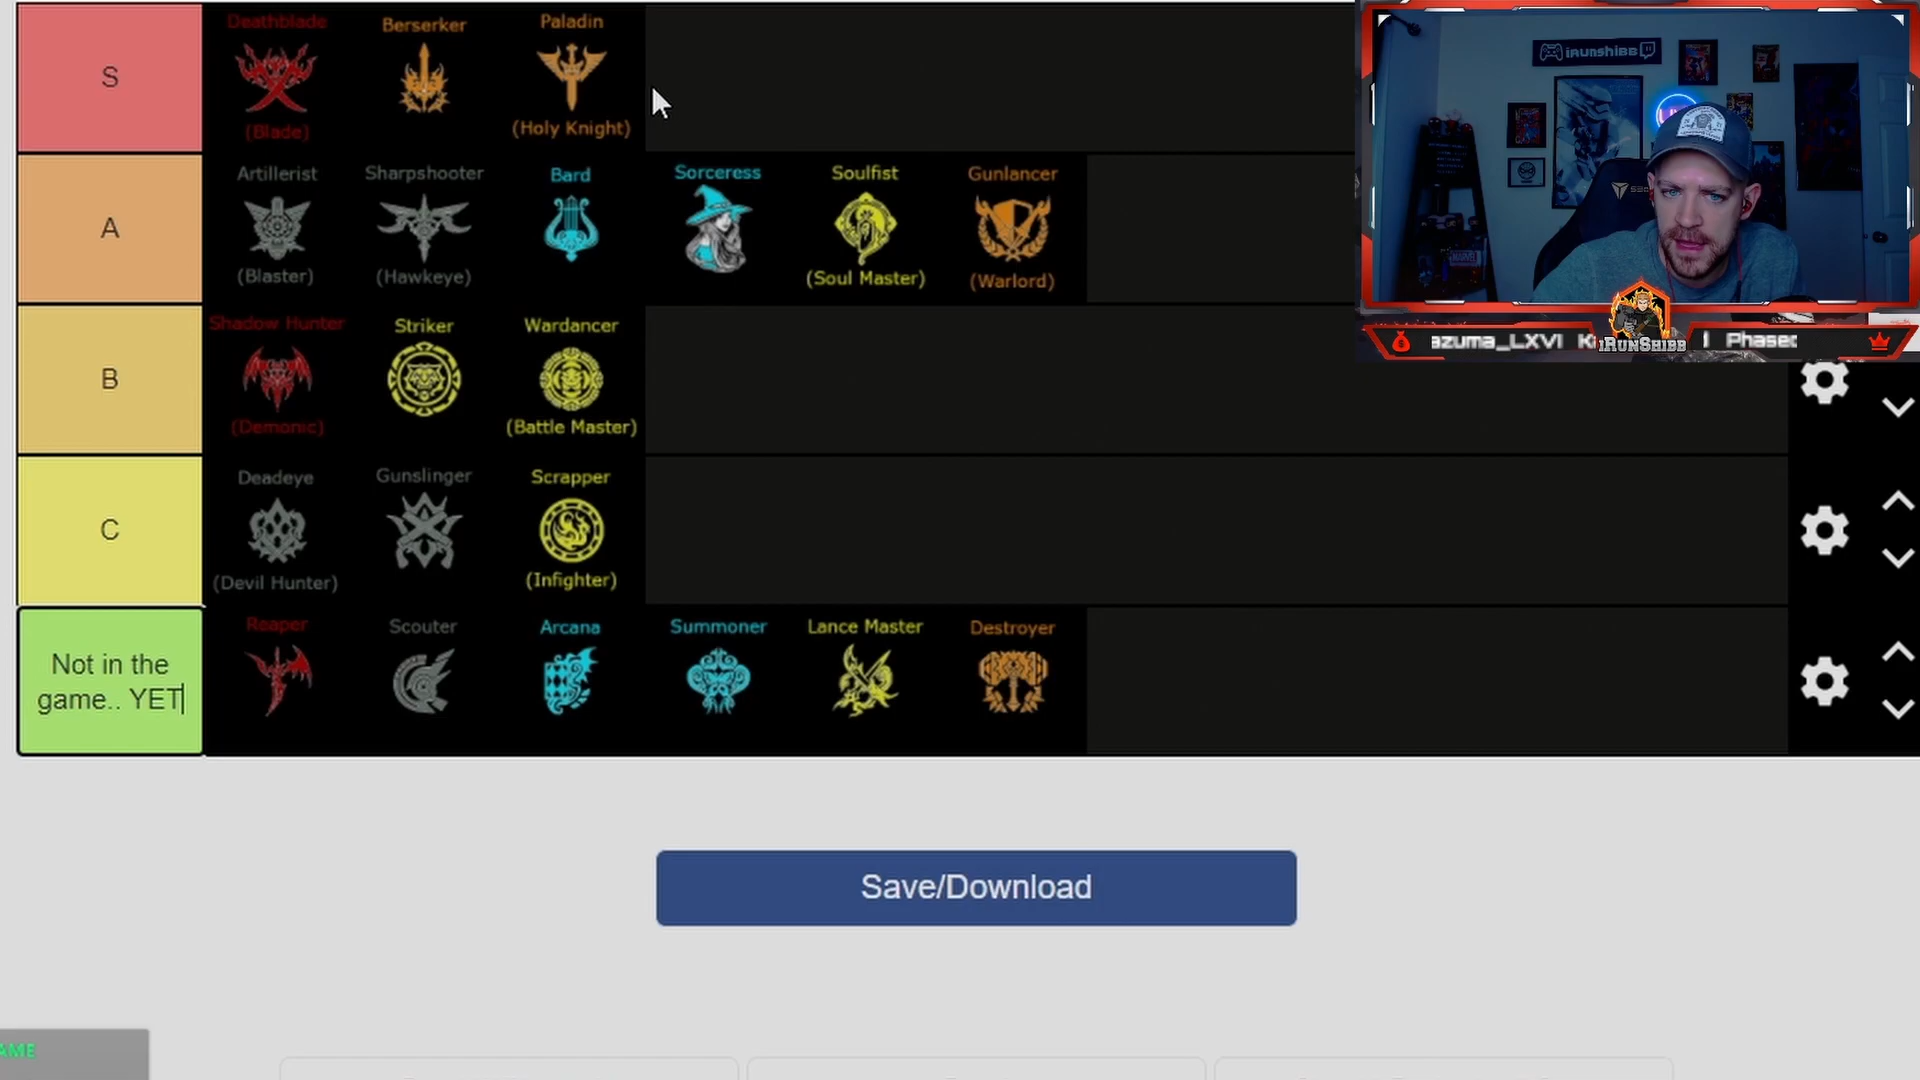 S
Deathblade
(Blade)
Berserker
Paladin
(Holy Knight)
A
Artillerist
(Blaster)
Sharpshooter
(Hawkeye)
Bard
Sorceress
Soulfist
(Soul Master)
Gunlancer
(Warlord)
B
Shadow Hunter
(Demonic)
Striker
Wardancer
(Battle Master)
C
Deadeye
(Devil Hunter)
Gunslinger
Scrapper
(Infighter)
Not in the
game.. YET
Reaper
Scouter
Arcana
Summoner
Lance Master
Destroyer
iRUNSHIBB
azuma_LXVI
iRUNSHIBB
Phased
Save/Download
AME